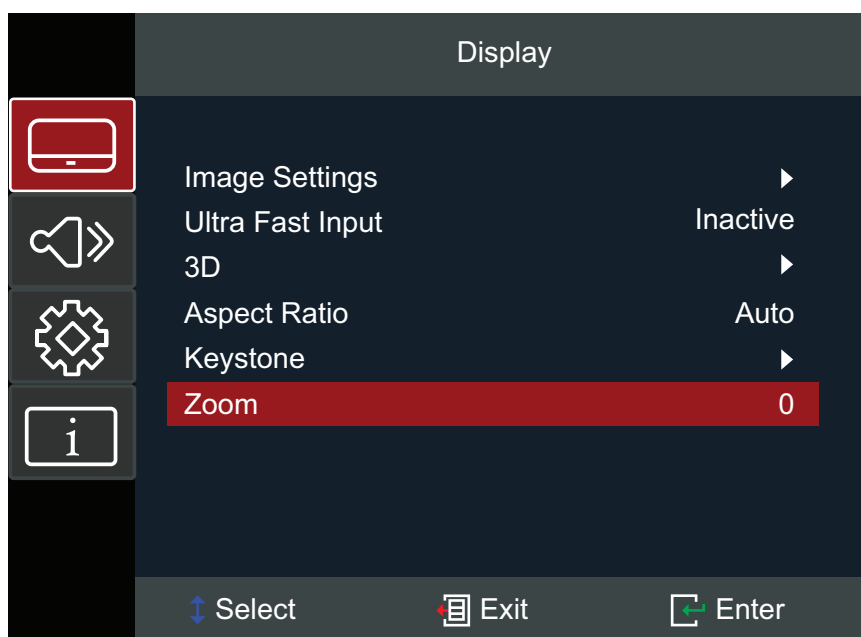 Display
Image Settings
Ultra Fast Input Inactive
3D
Aspect Ratio Auto
Keystone
Zoom 0
i
Select Exit Enter